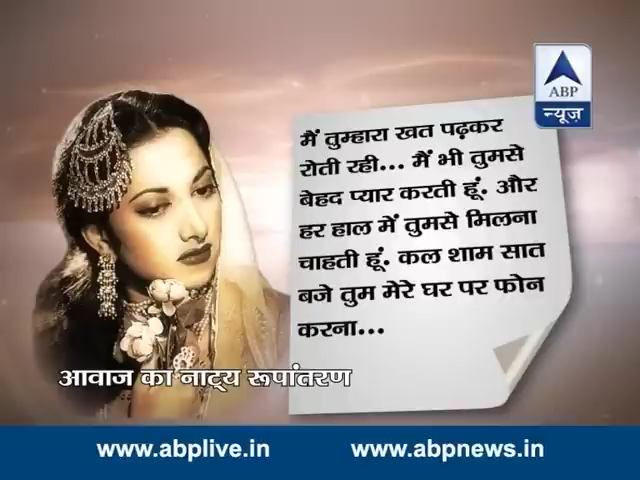 ABP
न्यूज़
मैं तुम्हारा खत पढ़कर
रोती रही... मैं भी तुमसे
बेहद प्यार करती हूं. और
हर हाल में तुमसे मिलना
चाहती हूं. कल शाम सात
बजे तुम मेरे घर पर फोन
करना...
आवाज का नाट्य रूपांतरण
www.abplive.in
www.abpnews.in